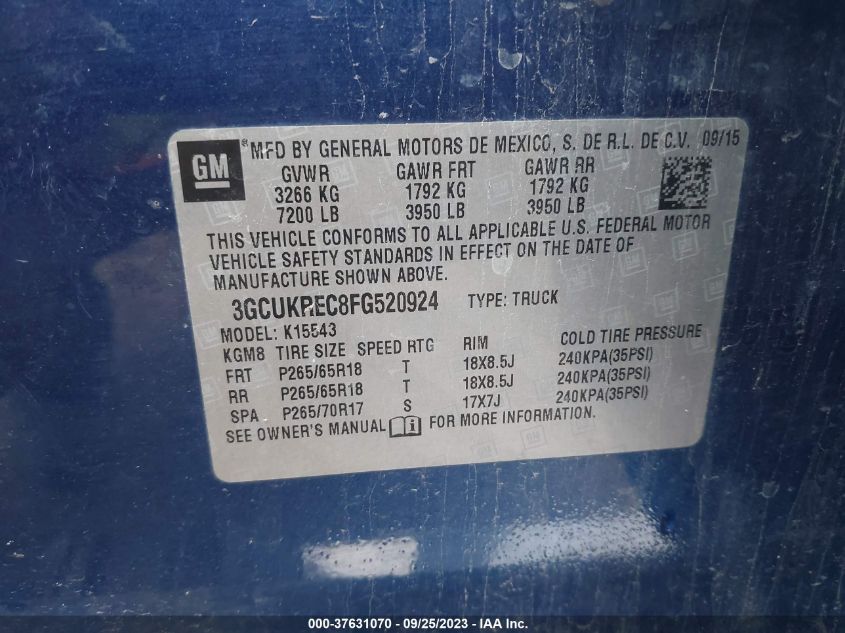 GM
®MFD BY GENERAL MOTORS DE MEXICO, S. DE R.L. DE C.V. 09/15
GVWR GAWR FRT GAWR RR
3266 KG 1792 KG 1792 KG
7200 LB 3950 LB 3950 LB
THIS VEHICLE CONFORMS TO ALL APPLICABLE U.S. FEDERAL MOTOR
VEHICLE SAFETY STANDARDS IN EFFECT ON THE DATE OF
MANUFACTURE SHOWN ABOVE.
3GCUKREC8FG520924 TYPE: TRUCK
MODEL: K15543
KGM8 TIRE SIZE SPEED RTG RIM COLD TIRE PRESSURE
FRT P265/65R18 T 18X8.5J 240KPA(35PSI)
RR P265/65R18 T 18X8.5J 240KPA(35PSI)
SPA P265/70R17 S 17X7J 240KPA(35PSI)
SEE OWNER'S MANUAL i FOR MORE INFORMATION.
000-37631070 - 09/25/2023 - IAA Inc.